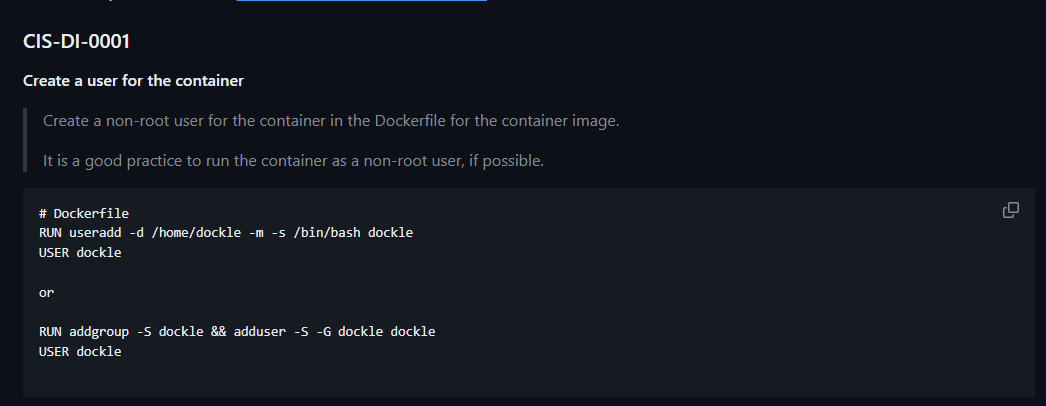 CIS-DI-0001
Create a user for the container
Create a non-root user for the container in the Dockerfile for the container image.
It is a good practice to run the container as a non-root user, if possible.
# Dockerfile
RUN useradd -d /home/dockle -m -s /bin/bash dockle
USER dockle
or
RUN addgroup -S dockle && adduser -S -G dockle dockle
USER dockle